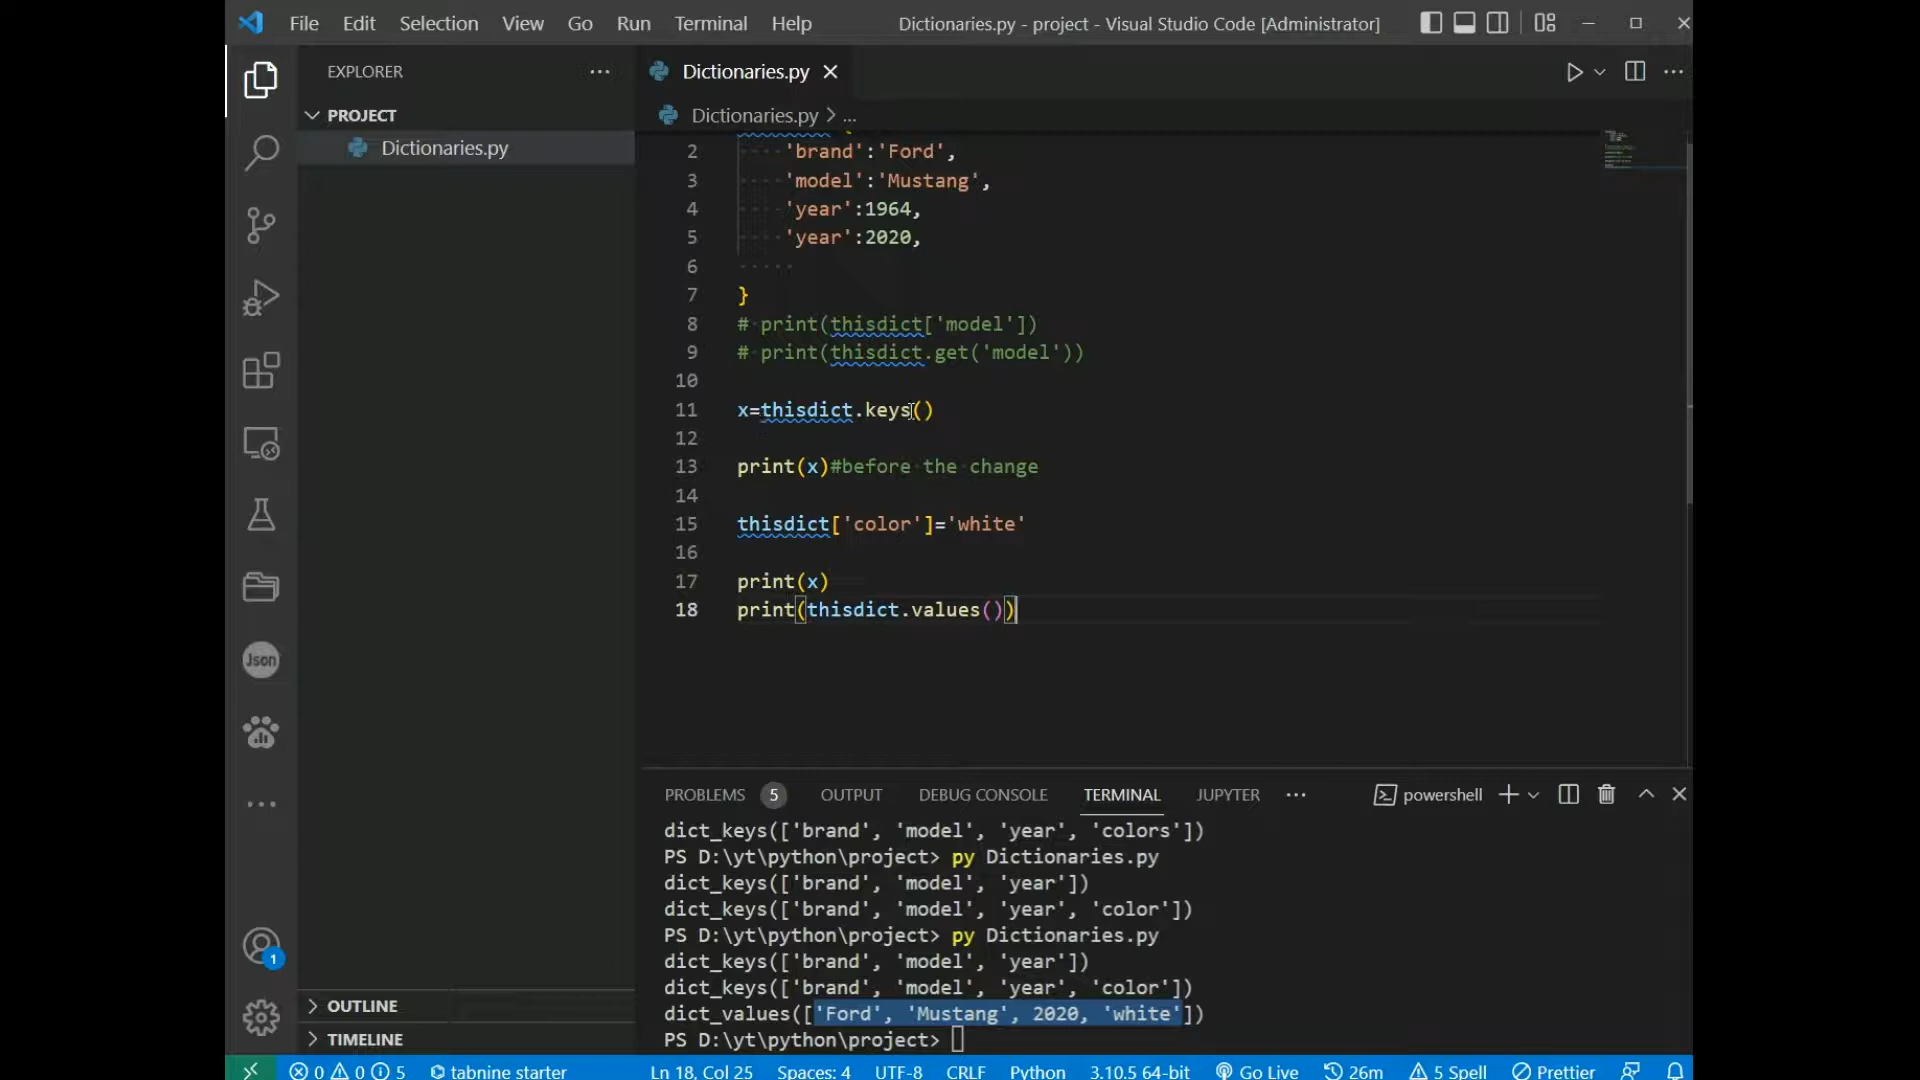 File Edit Selection View Go Run Terminal Help Dictionaries.py - project - Visual Studio Code [Administrator]
EXPLORER
PROJECT
Dictionaries.py
Dictionaries.py
Dictionaries.py > ...
2 'brand':'Ford',
3 'model':'Mustang',
4 'year':1964,
5 'year':2020,
6
7 }
8 # print(thisdict['model'])
9 # print(thisdict.get('model'))
10
11 x=thisdict.keys()
12
13 print(x)#before the change
14
15 thisdict['color']='white'
16
17 print(x)
18 print(thisdict.values())
Json
PROBLEMS 5 OUTPUT DEBUG CONSOLE TERMINAL JUPYTER powershell
dict_keys(['brand', 'model', 'year', 'colors'])
PS D:\yt\python\project> py Dictionaries.py
dict_keys(['brand', 'model', 'year'])
dict_keys(['brand', 'model', 'year', 'color'])
PS D:\yt\python\project> py Dictionaries.py
dict_keys(['brand', 'model', 'year'])
dict_keys(['brand', 'model', 'year', 'color'])
dict_values(['Ford', 'Mustang', 2020, 'white'])
PS D:\yt\python\project>
1
OUTLINE
TIMELINE
0 0 5 tabnine starter Ln 18, Col 25 Spaces: 4 UTF-8 CRLF Python 3.10.5 64-bit Go Live 26m 5 Spell Prettier